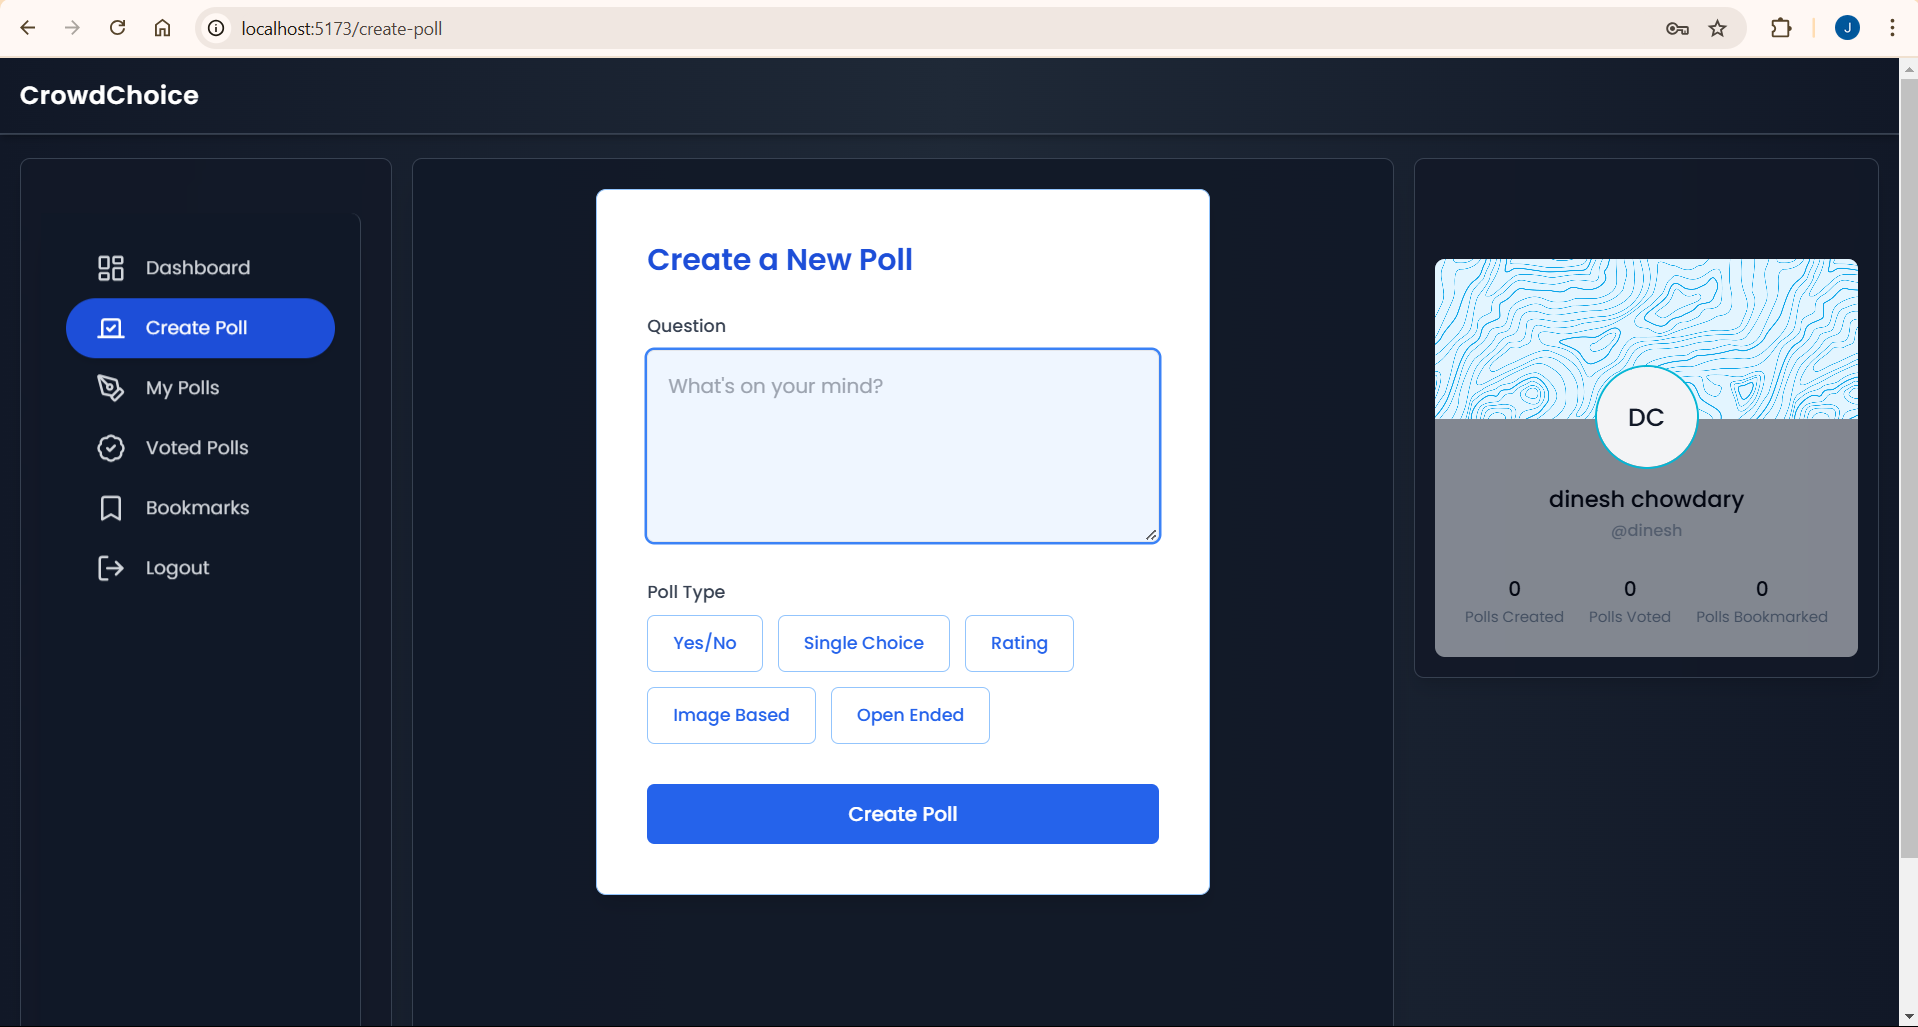 localhost:5173/create-poll
J
CrowdChoice
Dashboard
Create Poll
My Polls
Voted Polls
Bookmarks
Logout
Create a New Poll
Question
What's on your mind?
Poll Type
Yes/No Single Choice Rating
Image Based Open Ended
Create Poll
DC
dinesh chowdary
@dinesh
0 0 0
Polls Created Polls Voted Polls Bookmarked